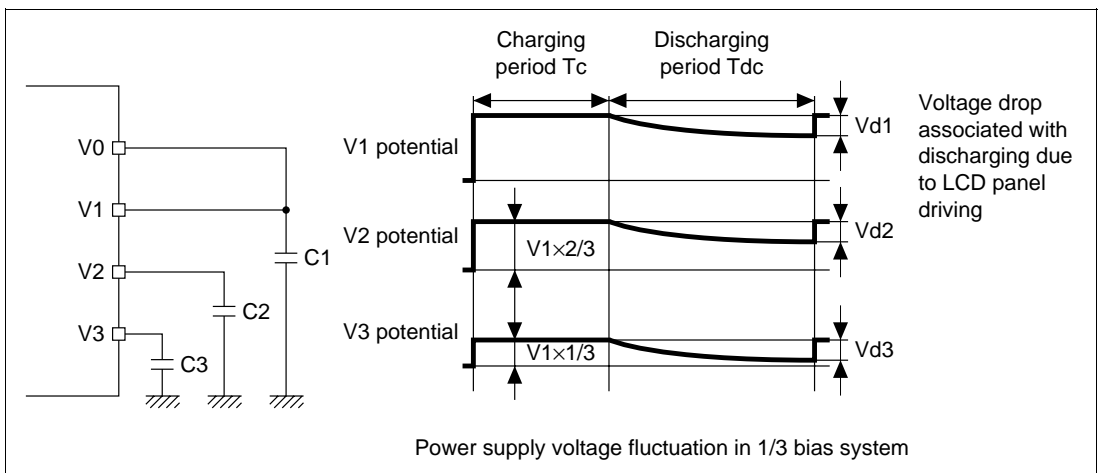 Charging
period Tc
Discharging
period Tdc
V0
V1
V2
V3
C1
C2
C3
V1 potential
Vd1
Voltage drop
associated with
discharging due
to LCD panel
driving
V2 potential
V1×2/3
Vd2
V3 potential
V1×1/3
Vd3
Power supply voltage fluctuation in 1/3 bias system